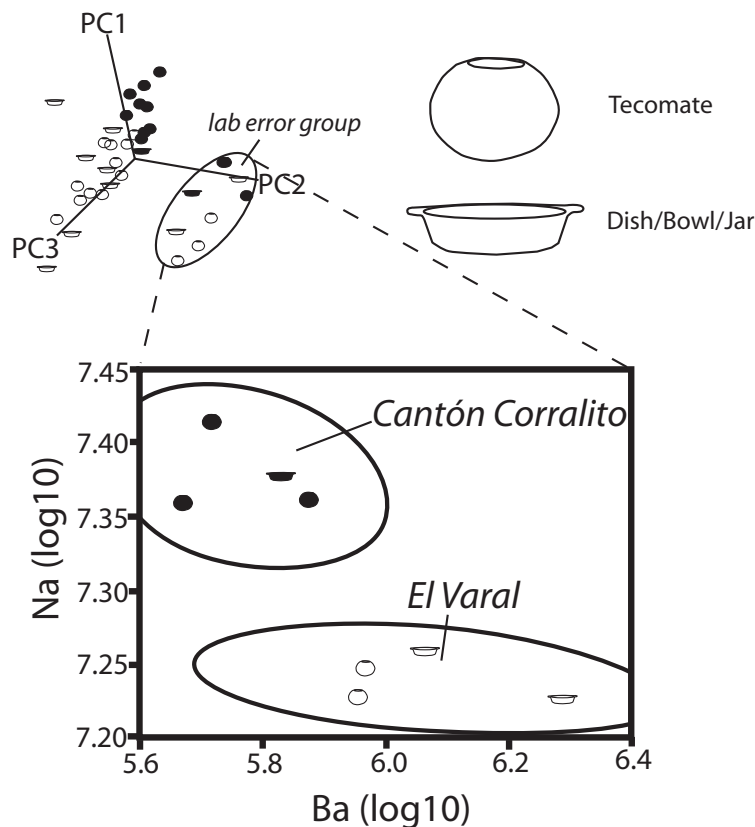 PC1
lab error group
PC2
PC3
Tecomate
Dish/Bowl/Jar
7.45
7.40
7.35
7.30
7.25
7.20
Na (log10)
Cantón Corralito
El Varal
5.6
5.8
6.0
6.2
6.4
Ba (log10)